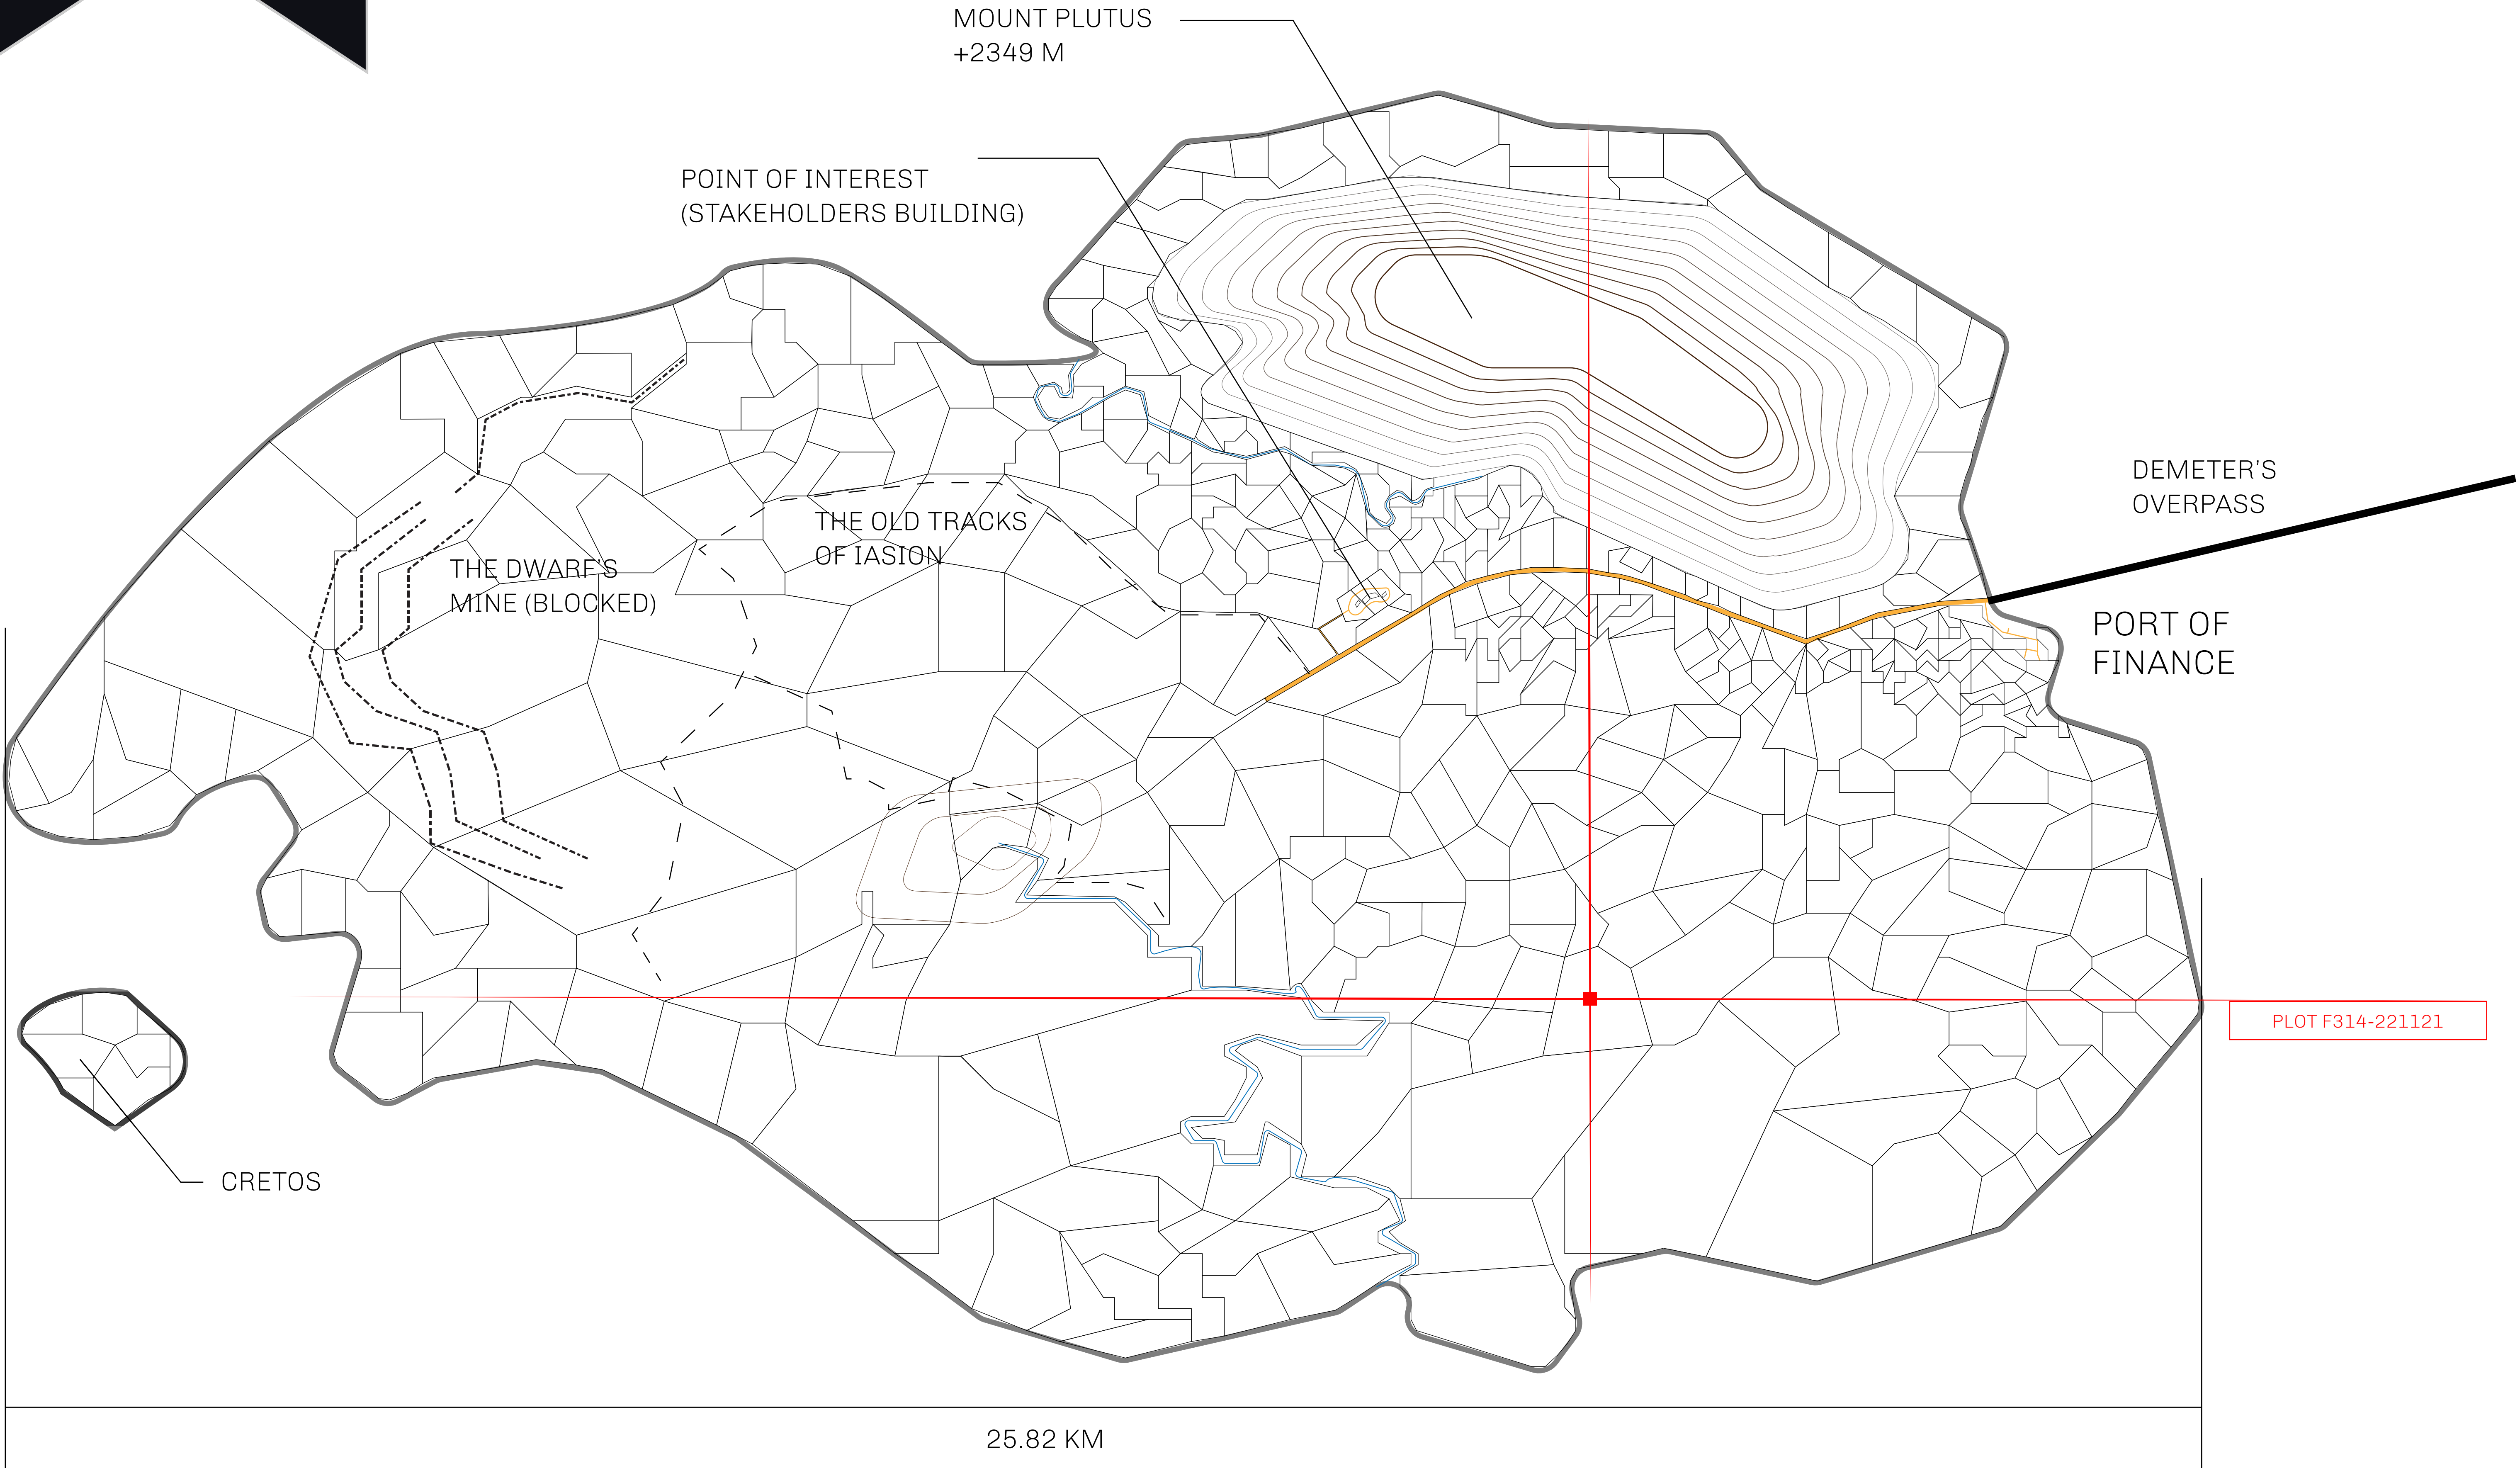 MOUNT PLUTUS
+2349 M
POINT OF INTEREST
(STAKEHOLDERS BUILDING)
DEMETER'S
OVERPASS
THE OLD TRACKS
OF IASION
THE DWARF'S
MINE (BLOCKED)
PORT OF
FINANCE
PLOT F314-221121
CRETOS
25.82 KM